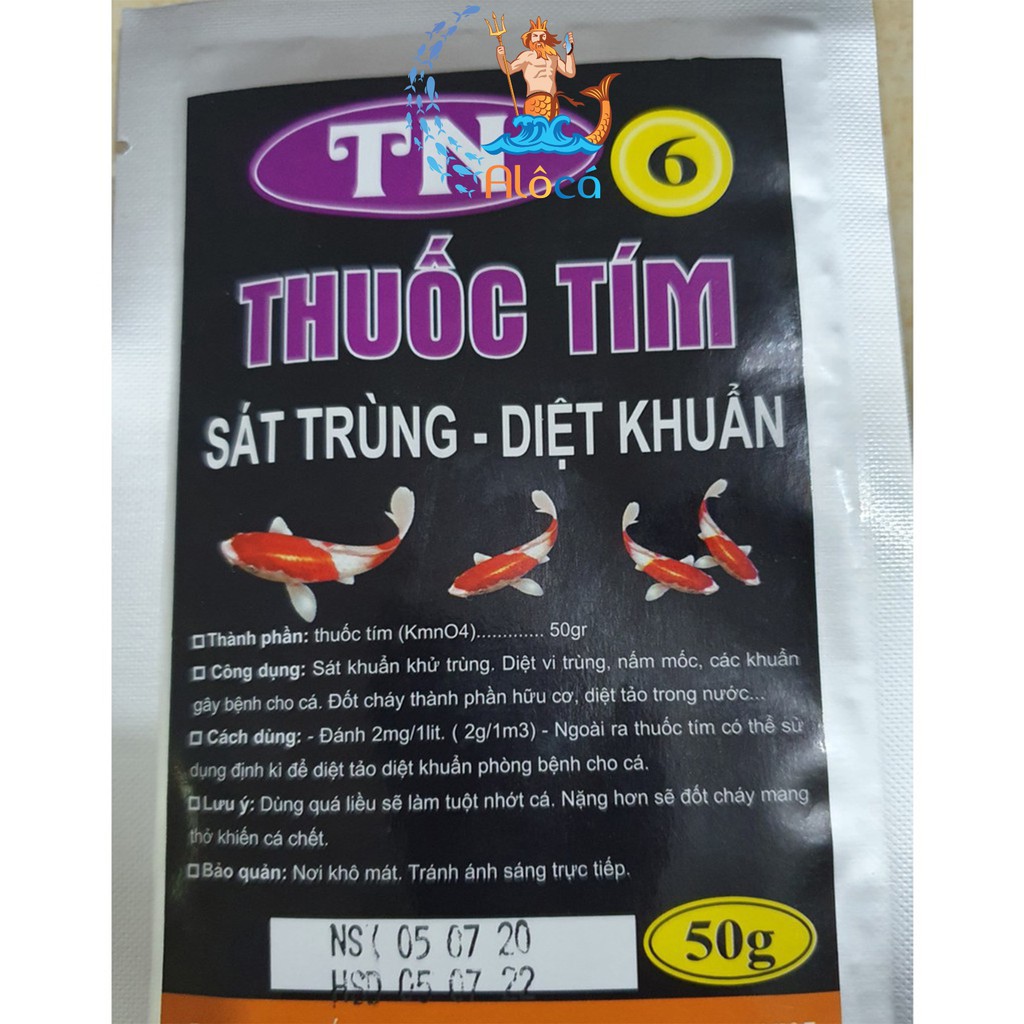 TN
6
Alôcá
THUỐC TÍM
SÁT TRÙNG - DIỆT KHUẨN
Thành phần: thuốc tím (KmnO4)............. 50gr
Công dụng: Sát khuẩn khử trùng. Diệt vi trùng, nấm mốc, các khuẩn
gây bệnh cho cá. Đốt cháy thành phần hữu cơ, diệt tảo trong nước...
Cách dùng: - Đánh 2mg/1lit. ( 2g/1m3) - Ngoài ra thuốc tím có thể sử
dụng định kì để diệt tảo diệt khuẩn phòng bệnh cho cá.
Lưu ý: Dùng quá liều sẽ làm tuột nhớt cá. Nặng hơn sẽ đốt cháy mang
thở khiến cá chết.
Bảo quản: Nơi khô mát. Tránh ánh sáng trực tiếp.
NSX 05 07 20
HSD 05 07 22
50g